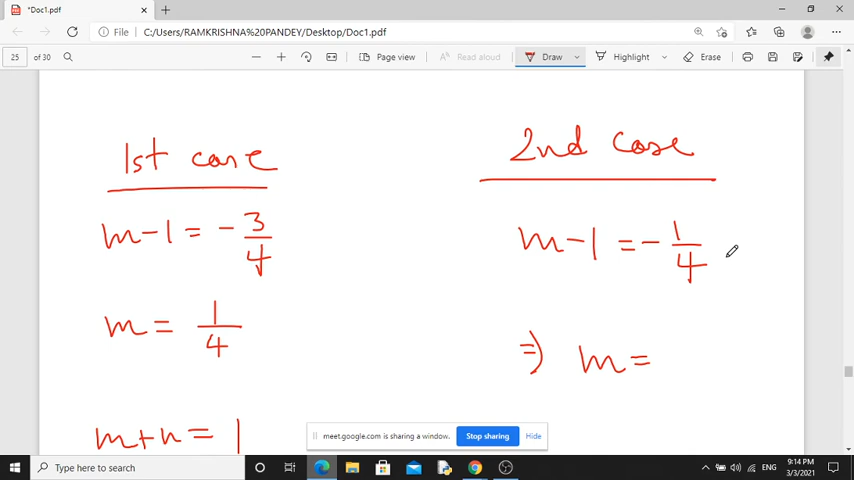 *Doc1.pdf
File C:/Users/RAMKRISHNA%20PANDEY/Desktop/Doc1.pdf
25 of 30 Page view Read aloud Draw Highlight Erase
1st case
m-1 = - 3/4
m = 1/4
m+n = 1
2nd case
m-1 = - 1/4
⇒ m =
meet.google.com is sharing a window. Stop sharing Hide
Type here to search
ENG
9:14 PM
3/3/2021